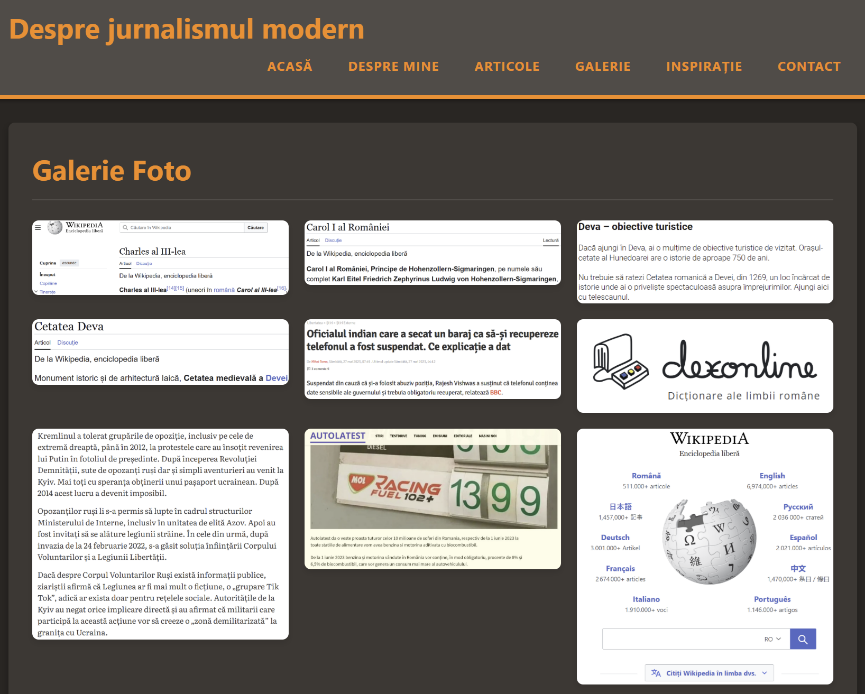 Despre jurnalismul modern
ACASĂ DESPRE MINE ARTICOLE GALERIE INSPIRAȚIE CONTACT
Galerie Foto
WIKIPEDIA
Enciclopedia liberă
Căutare
Charles al III-lea
Cuprins
Articol Discuție
Început
De la Wikipedia, enciclopedia liberă
Charles al III-lea[14][15] (uneori în română Carol al III-lea[16],
Carol I al României
Articol Discuție Lectură
De la Wikipedia, enciclopedia liberă
Carol I al României, Principe de Hohenzollern-Sigmaringen, pe numele său
complet Karl Eitel Friedrich Zephyrinus Ludwig von Hohenzollern-Sigmaringen,
Deva – obiective turistice
Dacă ajungi în Deva, ai o mulțime de obiective turistice de vizitat. Orașul-
cetate al Hunedoarei are o istorie de aproape 750 de ani.
Nu trebuie să ratezi Cetatea romanică a Devei, din 1269, un loc încărcat de
istorie unde ai o priveliște spectaculoasă asupra împrejurimilor. Ajungi aici
cu telescaunul.
Cetatea Deva
Articol Discuție
De la Wikipedia, enciclopedia liberă
Monument istoric și de arhitectură laică, Cetatea medievală a Devei
Oficialul indian care a secat un baraj ca să-și recupereze
telefonul a fost suspendat. Ce explicație a dat
Suspendat din cauză că și-a folosit abuziv poziția, Rajesh Vishwas a susținut că telefonul conținea
date sensibile ale guvernului și trebuia obligatoriu recuperat, relatează BBC.
dexonline
Dicționare ale limbii române
Kremlinul a tolerat grupările de opoziție, inclusiv pe cele de
extremă dreaptă, până în 2012, la protestele care au însoțit revenirea
lui Putin în fotoliul de președinte. După începerea Revoluției
Demnității, sute de opozanți ruși dar și simpli aventurieri au venit la
Kyiv. Mai toți cu speranța obținerii unui pașaport ucrainean. După
2014 acest lucru a devenit imposibil.
Opozanților ruși li s-a permis să lupte în cadrul structurilor
Ministerului de Interne, inclusiv în unitatea de elită Azov. Apoi au
fost invitați să se alăture legiunii străine. În cele din urmă, după
invazia de la 24 februarie 2022, s-a găsit soluția înființării Corpului
Voluntarilor și a Legiunii Libertății.
Dacă despre Corpul Voluntarilor Ruși există informații publice,
ziariștii afirmă că Legiunea ar fi mai mult o ficțiune, o „grupare Tik
Tok”, adică ar exista doar pentru rețelele sociale. Autoritățile de la
Kyiv au negat orice implicare directă și au afirmat că militarii care
participă la această acțiune vor să creeze o „zonă demilitarizată” la
granița cu Ucraina.
AUTOLATEST
DIESEL
MOL RACING
FUEL 102+
1399
WIKIPEDIA
Enciclopedia liberă
Română English
511.000+ articole 6,974,000+ articles
日本語 Русский
1,457,000+ 記事 2 036 000+ статей
Deutsch Español
3.001.000+ Artikel 2.021.000+ artículos
Français 中文
2 674 000+ articles 1,470,000+ 条目 / 條目
Italiano Português
1.910.000+ voci 1.146.000+ artigos
RO
Citiți Wikipedia în limba dvs.